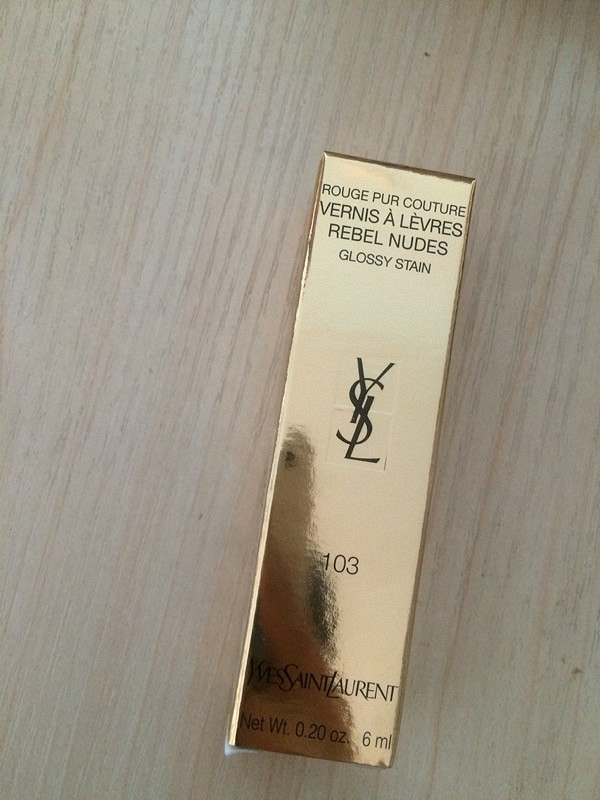 ROUGE PUR COUTURE
VERNIS À LÈVRES
REBEL NUDES
GLOSSY STAIN
YSL
103
YVESSAINTLAURENT
Net Wt. 0.20 oz. 6 ml